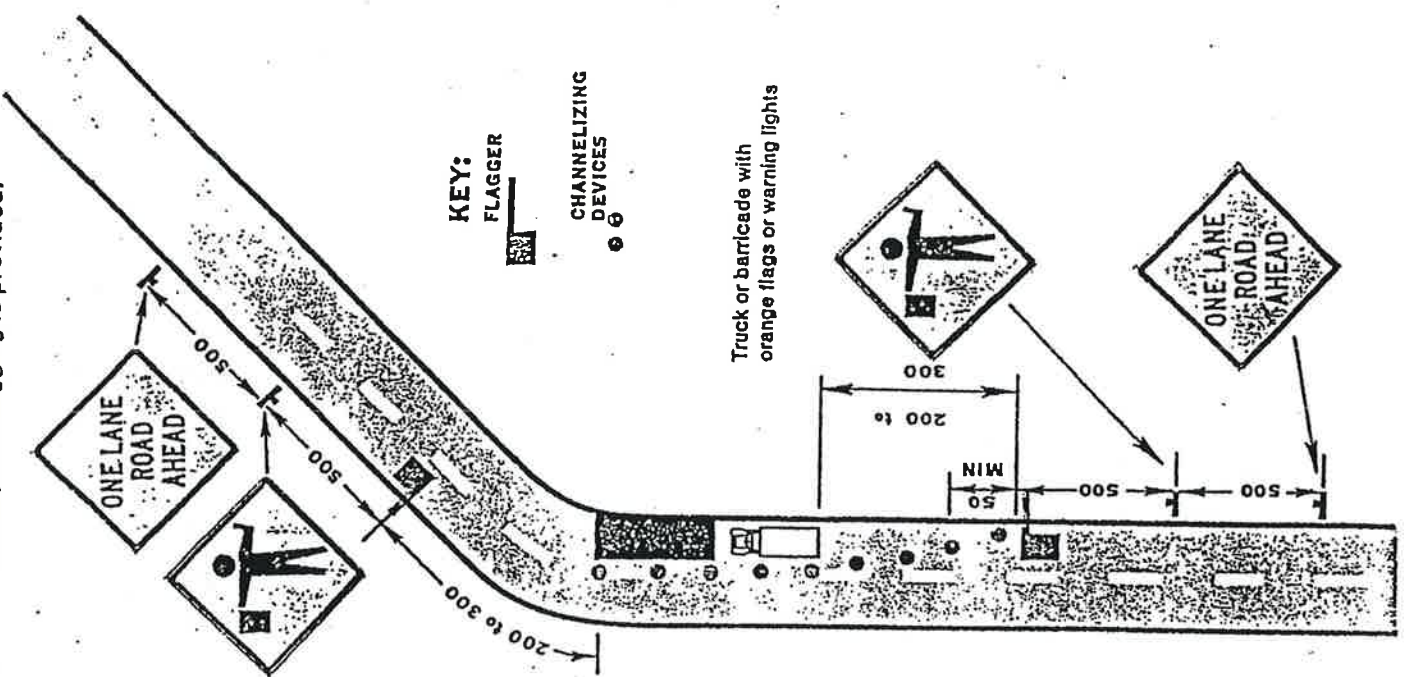 provided,
ONE LANE
ROAD
AHEAD
500
500
200 to 300
KEY:
FLAGGER
CHANNELIZING
DEVICES
Truck or barricade with
orange flags or warning lights
200 to
300
50
MIN
500
500
ONE LANE
ROAD
AHEAD